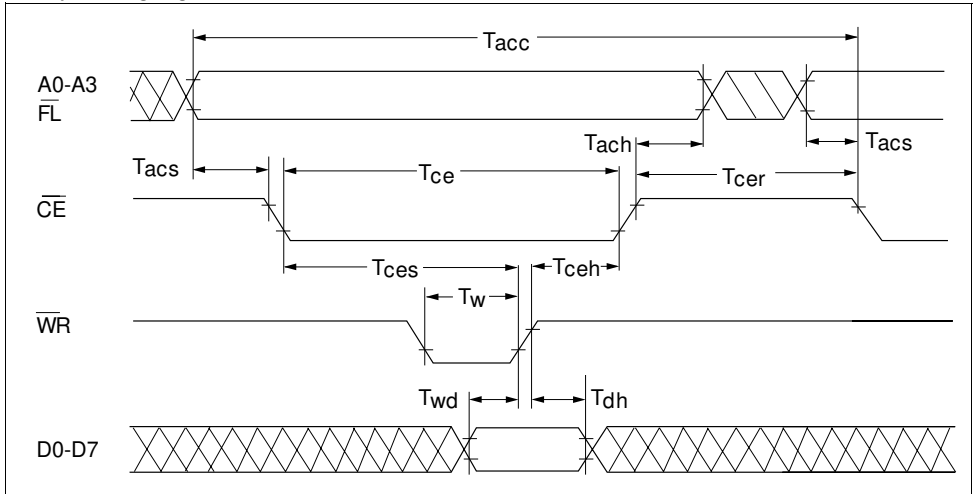 Tacc
A0-A3
FL
Tach
Tacs
Tacs
Tce
Tcer
CE
Tces
Tceh
Tw
WR
Twd
Tdh
D0-D7